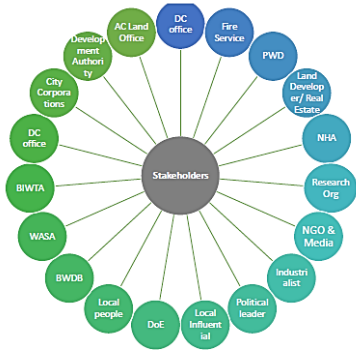 DC
office
Fire
Service
PWD
Land
Develop
er/ Real
Estate
NHA
Research
Org
NGO &
Media
Industri
alist
Political
leader
Local
Influent
ial
DoE
Local
people
BWDB
WASA
BIWTA
DC
office
City
Corpora
tions
Develop
ment
Authori
ty
AC Land
Office
Stakeholders